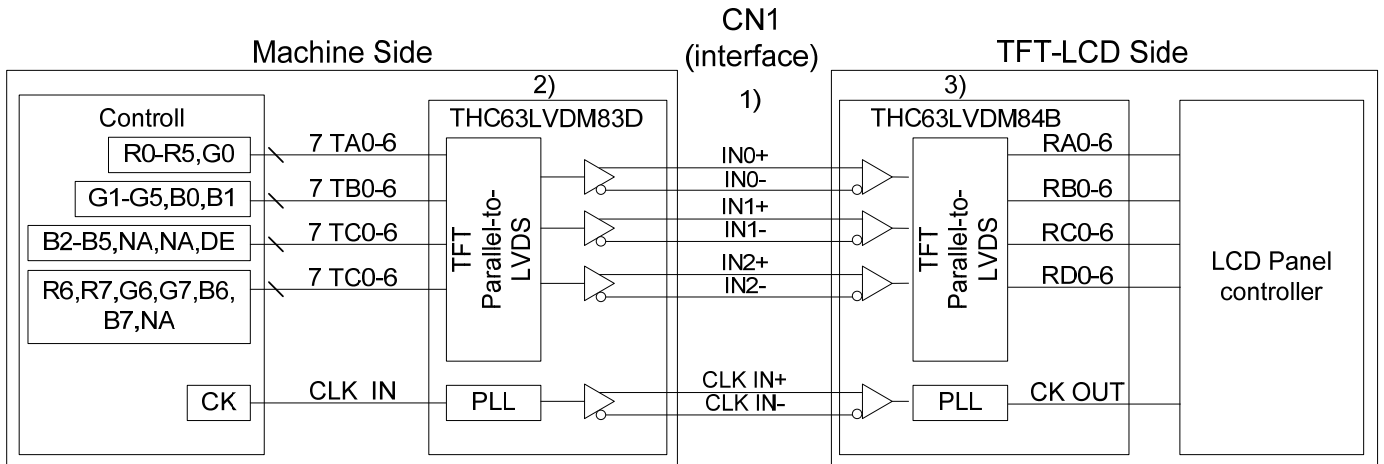 CN1
(interface)
Machine Side
TFT-LCD Side
1)
2)
3)
Controll
THC63LVDM83D
THC63LVDM84B
R0-R5,G0
7 TA0-6
G1-G5,B0,B1
7 TB0-6
B2-B5,NA,NA,DE
7 TC0-6
R6,R7,G6,G7,B6,
B7,NA
7 TC0-6
CK
CLK IN
TFT
Parallel-to-
LVDS
PLL
IN0+
IN0-
IN1+
IN1-
IN2+
IN2-
CLK IN+
CLK IN-
TFT
Parallel-to-
LVDS
PLL
RA0-6
RB0-6
RC0-6
RD0-6
CK OUT
LCD Panel
controller